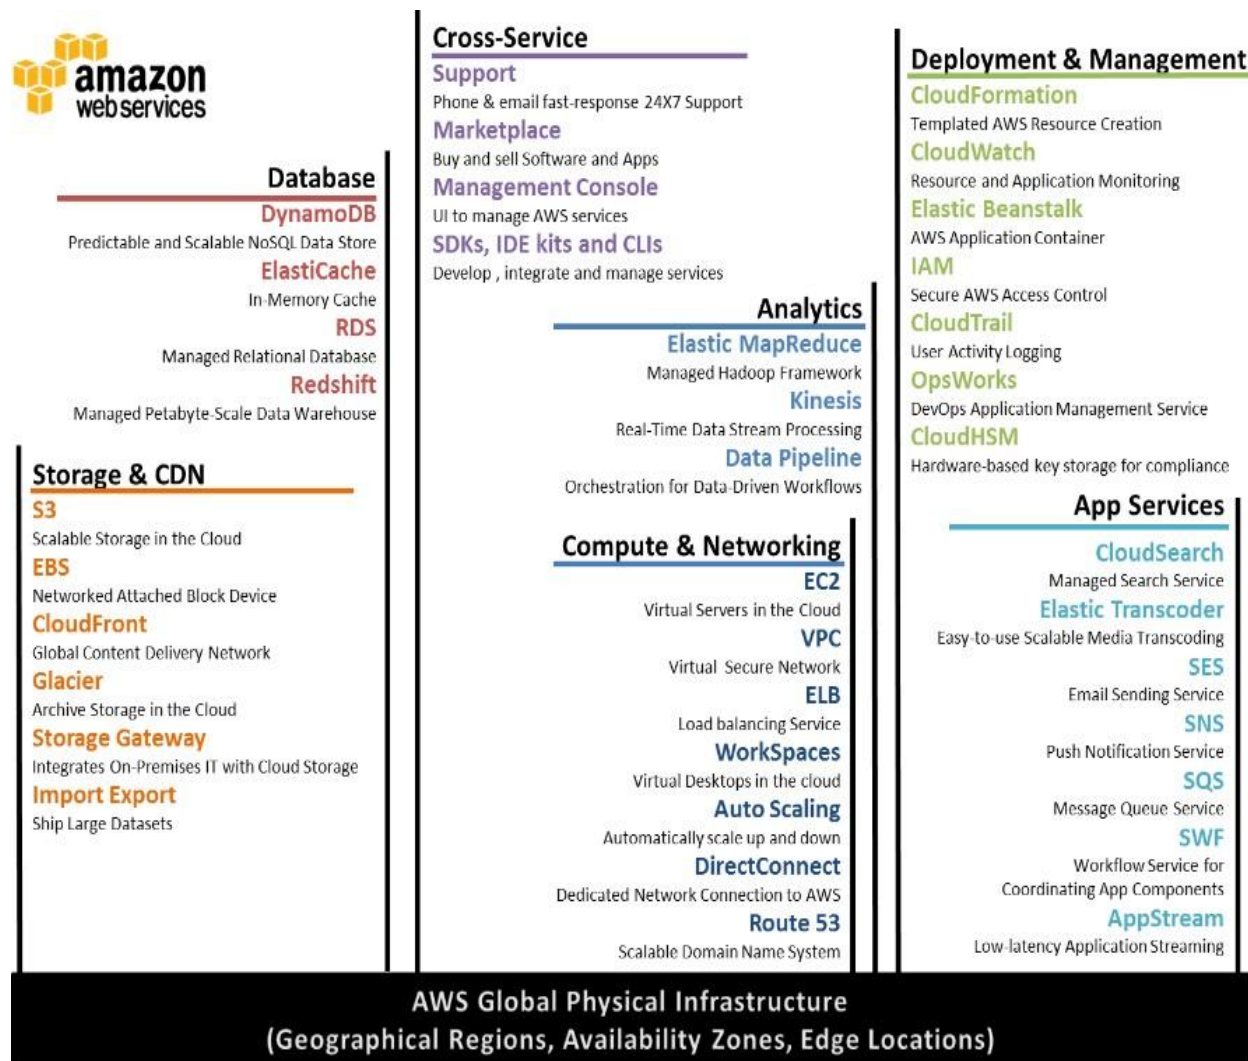 amazon
webservices
Database
DynamoDB
Predictable and Scalable NoSQL Data Store
ElastiCache
In-Memory Cache
RDS
Managed Relational Database
Redshift
Managed Petabyte-Scale Data Warehouse
Storage & CDN
S3
Scalable Storage in the Cloud
EBS
Networked Attached Block Device
CloudFront
Global Content Delivery Network
Glacier
Archive Storage in the Cloud
Storage Gateway
Integrates On-Premises IT with Cloud Storage
Import Export
Ship Large Datasets
Cross-Service
Support
Phone & email fast-response 24X7 Support
Marketplace
Buy and sell Software and Apps
Management Console
UI to manage AWS services
SDKs, IDE kits and CLIs
Develop , integrate and manage services
Analytics
Elastic MapReduce
Managed Hadoop Framework
Kinesis
Real-Time Data Stream Processing
Data Pipeline
Orchestration for Data-Driven Workflows
Compute & Networking
EC2
Virtual Servers in the Cloud
VPC
Virtual Secure Network
ELB
Load balancing Service
WorkSpaces
Virtual Desktops in the cloud
Auto Scaling
Automatically scale up and down
DirectConnect
Dedicated Network Connection to AWS
Route 53
Scalable Domain Name System
Deployment & Management
CloudFormation
Templated AWS Resource Creation
CloudWatch
Resource and Application Monitoring
Elastic Beanstalk
AWS Application Container
IAM
Secure AWS Access Control
CloudTrail
User Activity Logging
OpsWorks
DevOps Application Management Service
CloudHSM
Hardware-based key storage for compliance
App Services
CloudSearch
Managed Search Service
Elastic Transcoder
Easy-to-use Scalable Media Transcoding
SES
Email Sending Service
SNS
Push Notification Service
SQS
Message Queue Service
SWF
Workflow Service for
Coordinating App Components
AppStream
Low-latency Application Streaming
AWS Global Physical Infrastructure
(Geographical Regions, Availability Zones, Edge Locations)